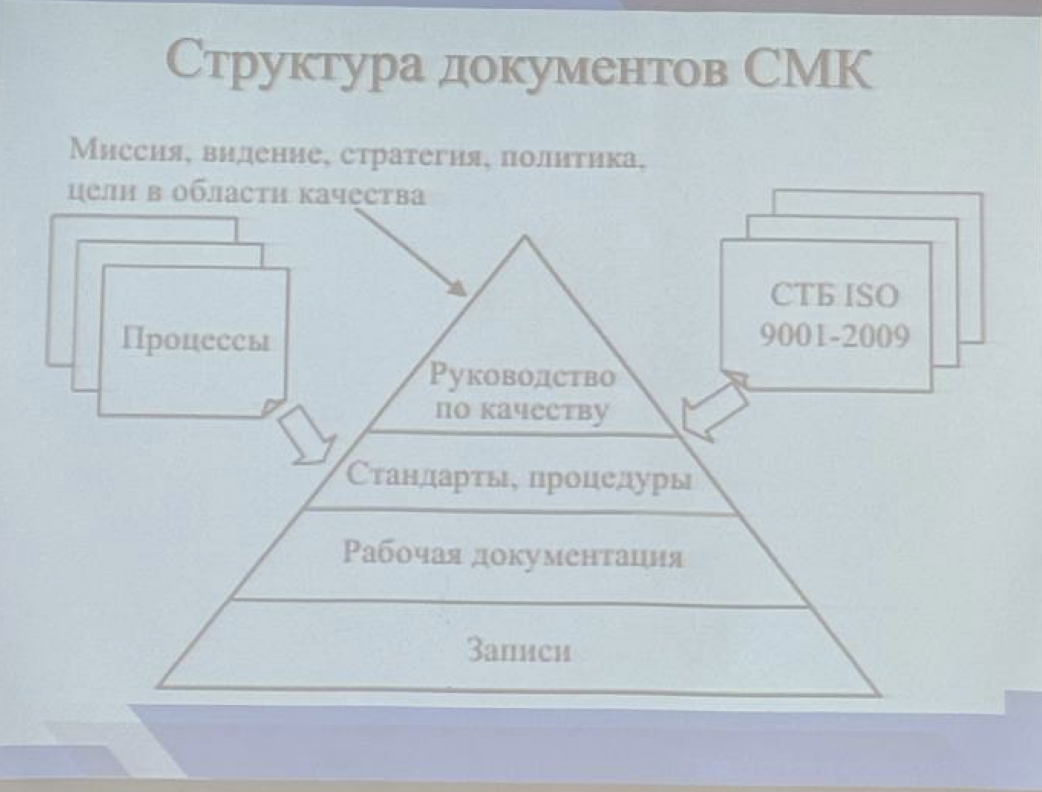 Структура документов СМК
Миссия, видение, стратегия, политика,
цели в области качества
Процессы
СТБ ISO
9001-2009
Руководство
по качеству
Стандарты, процедуры
Рабочая документация
Записи